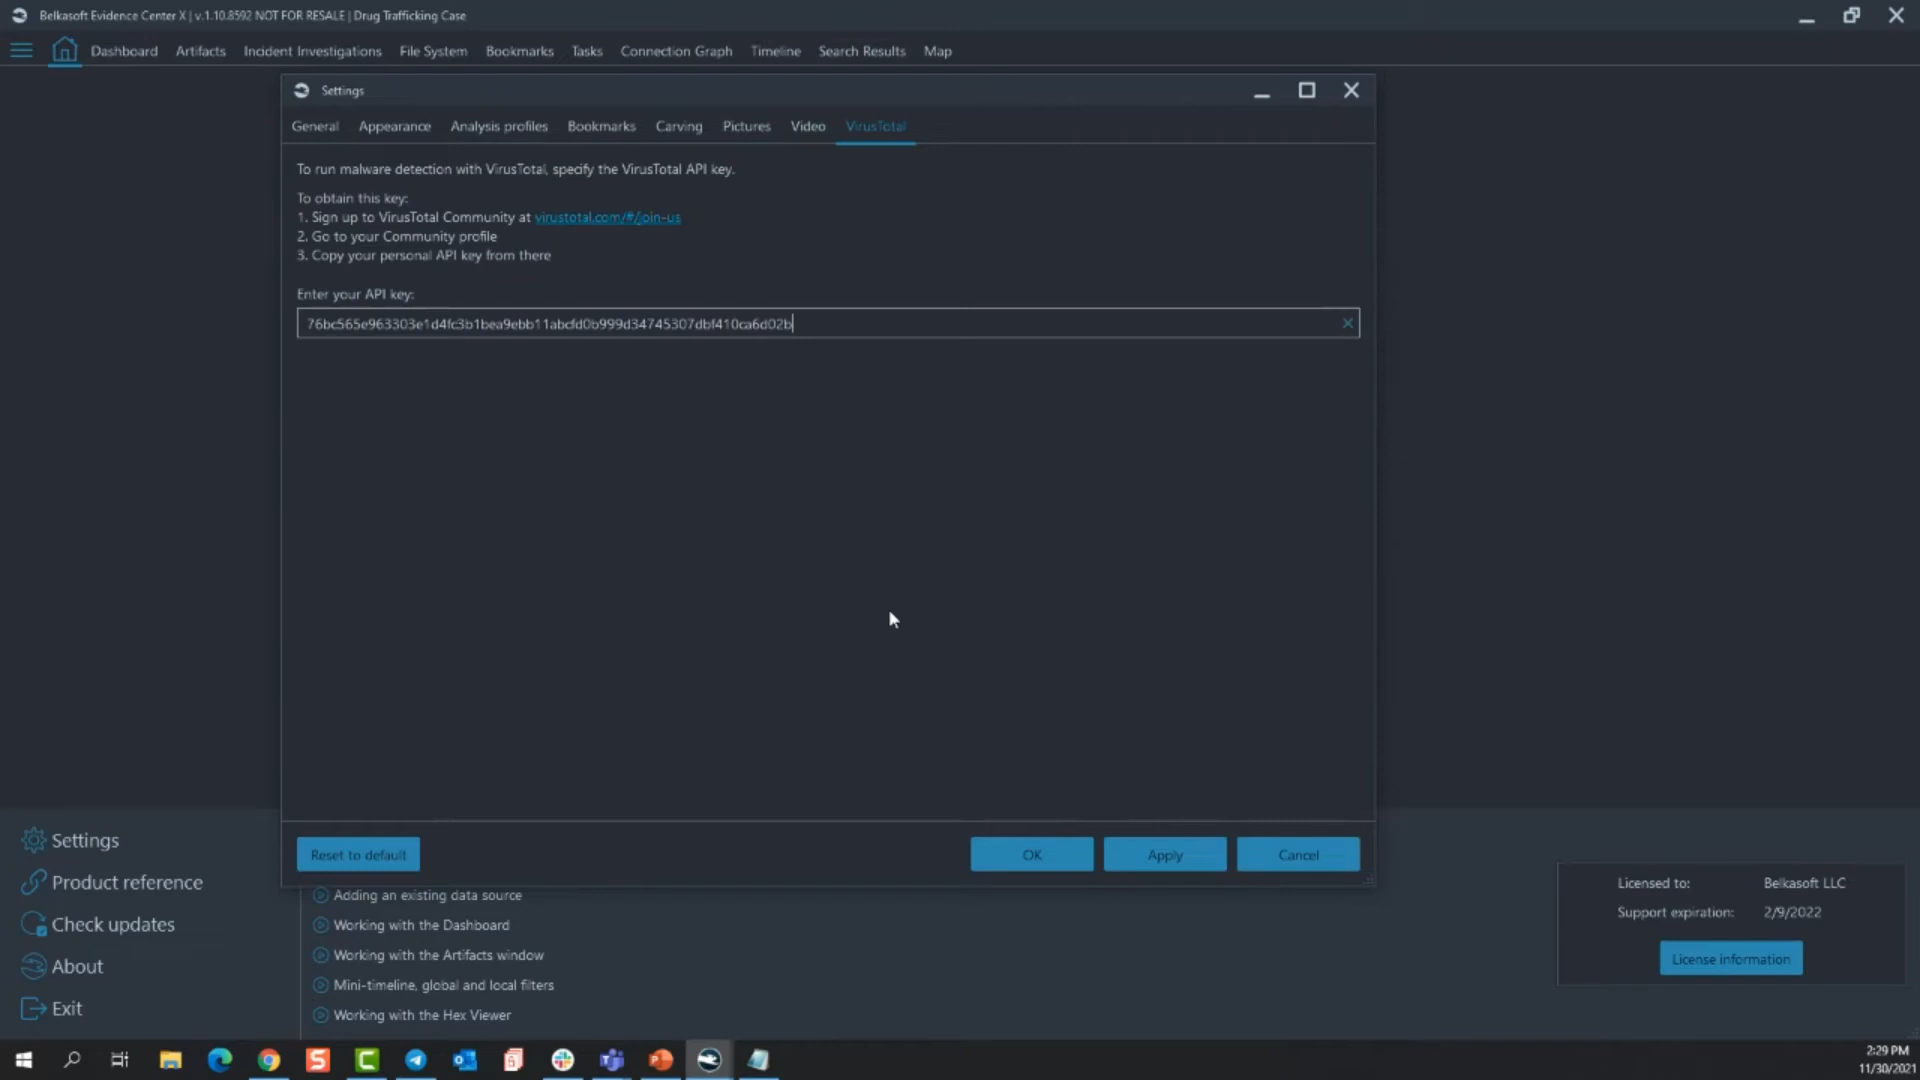 Belkasoft Evidence Center X | v.1.10.8592 NOT FOR RESALE | Drug Trafficking Case
Dashboard Artifacts Incident Investigations File System Bookmarks Tasks Connection Graph Timeline Search Results Map
Settings
General Appearance Analysis profiles Bookmarks Carving Pictures Video VirusTotal
To run malware detection with VirusTotal, specify the VirusTotal API key.
To obtain this key:
1. Sign up to VirusTotal Community at virustotal.com/#/join-us
2. Go to your Community profile
3. Copy your personal API key from there
Enter your API key:
76bc565e963303e1d4fc3b1bea9ebb11abcfd0b999d34745307dbf410ca6d02b
Reset to default OK Apply Cancel
Settings
Product reference
Check updates
About
Exit
Adding an existing data source
Working with the Dashboard
Working with the Artifacts window
Mini-timeline, global and local filters
Working with the Hex Viewer
Licensed to: Belkasoft LLC
Support expiration: 2/9/2022
License information
2:29 PM
11/30/2021